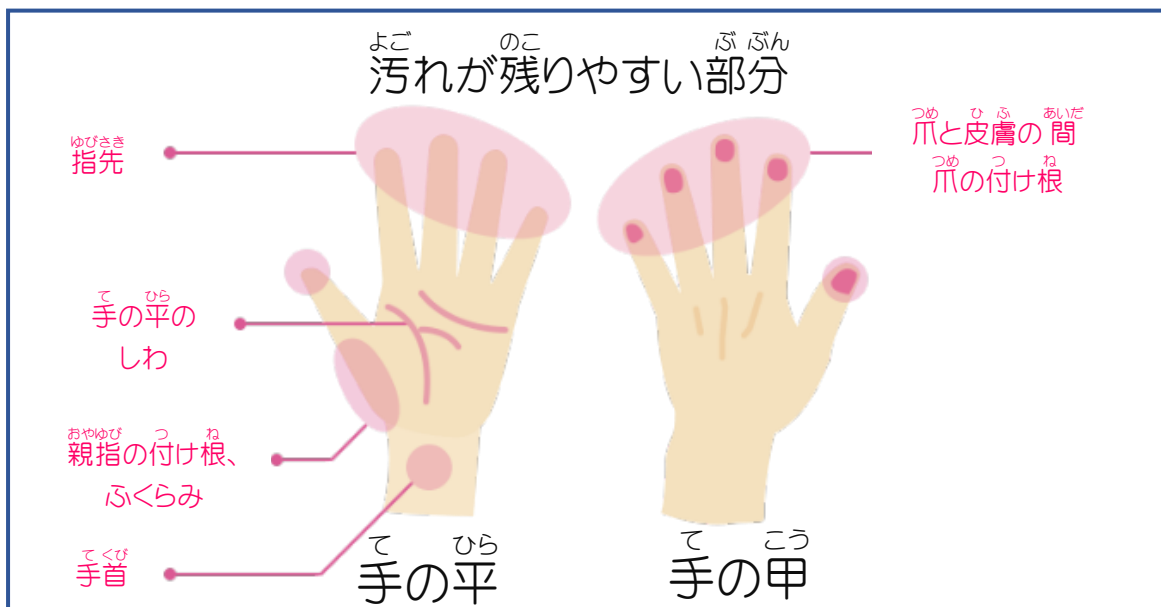 よご のこ ぶ ぶん
汚れが残りやすい部分
ゆびさき
指先
つめ ひ ふ あいだ
爪と皮膚の間
つめ つ ね
爪の付け根
て ひら
手の平の
しわ
おやゆび つ ね
親指の付け根、
ふくらみ
て くび
手首
て ひら
手の平
て こう
手の甲